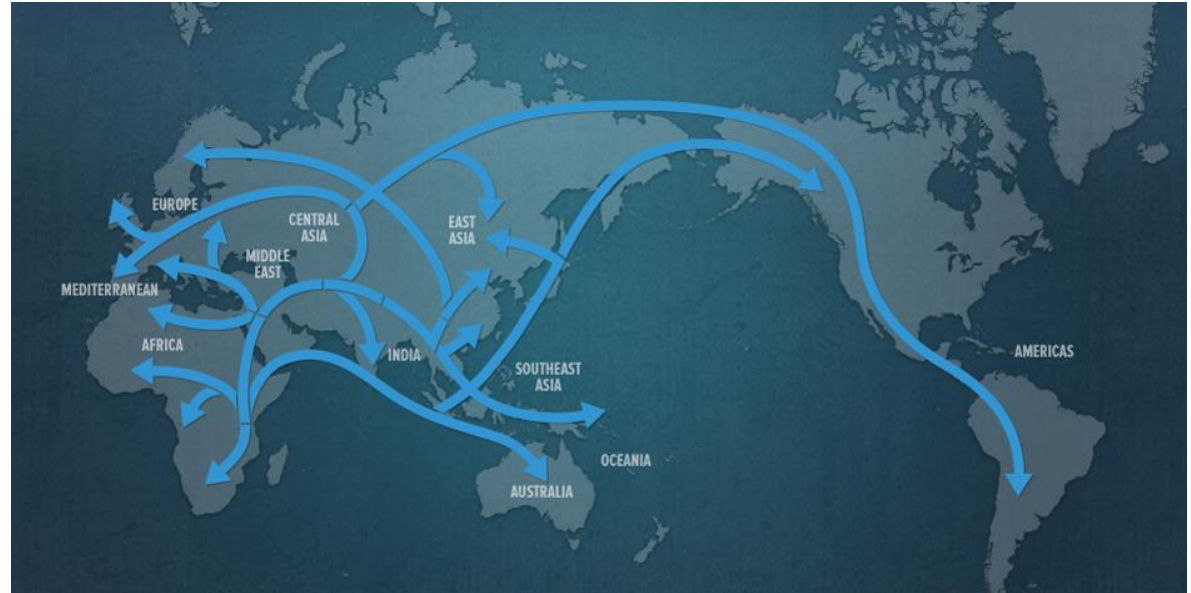 EUROPE
CENTRAL
ASIA
EAST
ASIA
MIDDLE
EAST
MEDITERRANEAN
AFRICA
INDIA
SOUTHEAST
ASIA
AMERICAS
OCEANIA
AUSTRALIA